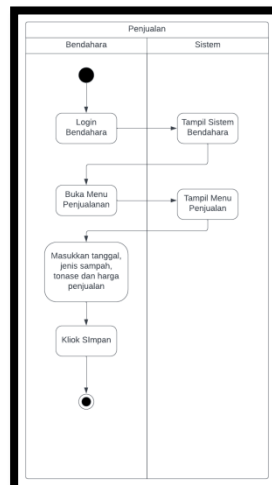 Penjualan
Bendahara
Sistem
Login
Bendahara
Tampil Sistem
Bendahara
Buka Menu
Penjualanan
Tampil Menu
Penjualan
Masukkan tanggal,
jenis sampah,
tonase dan harga
penjualan
Kliok SImpan